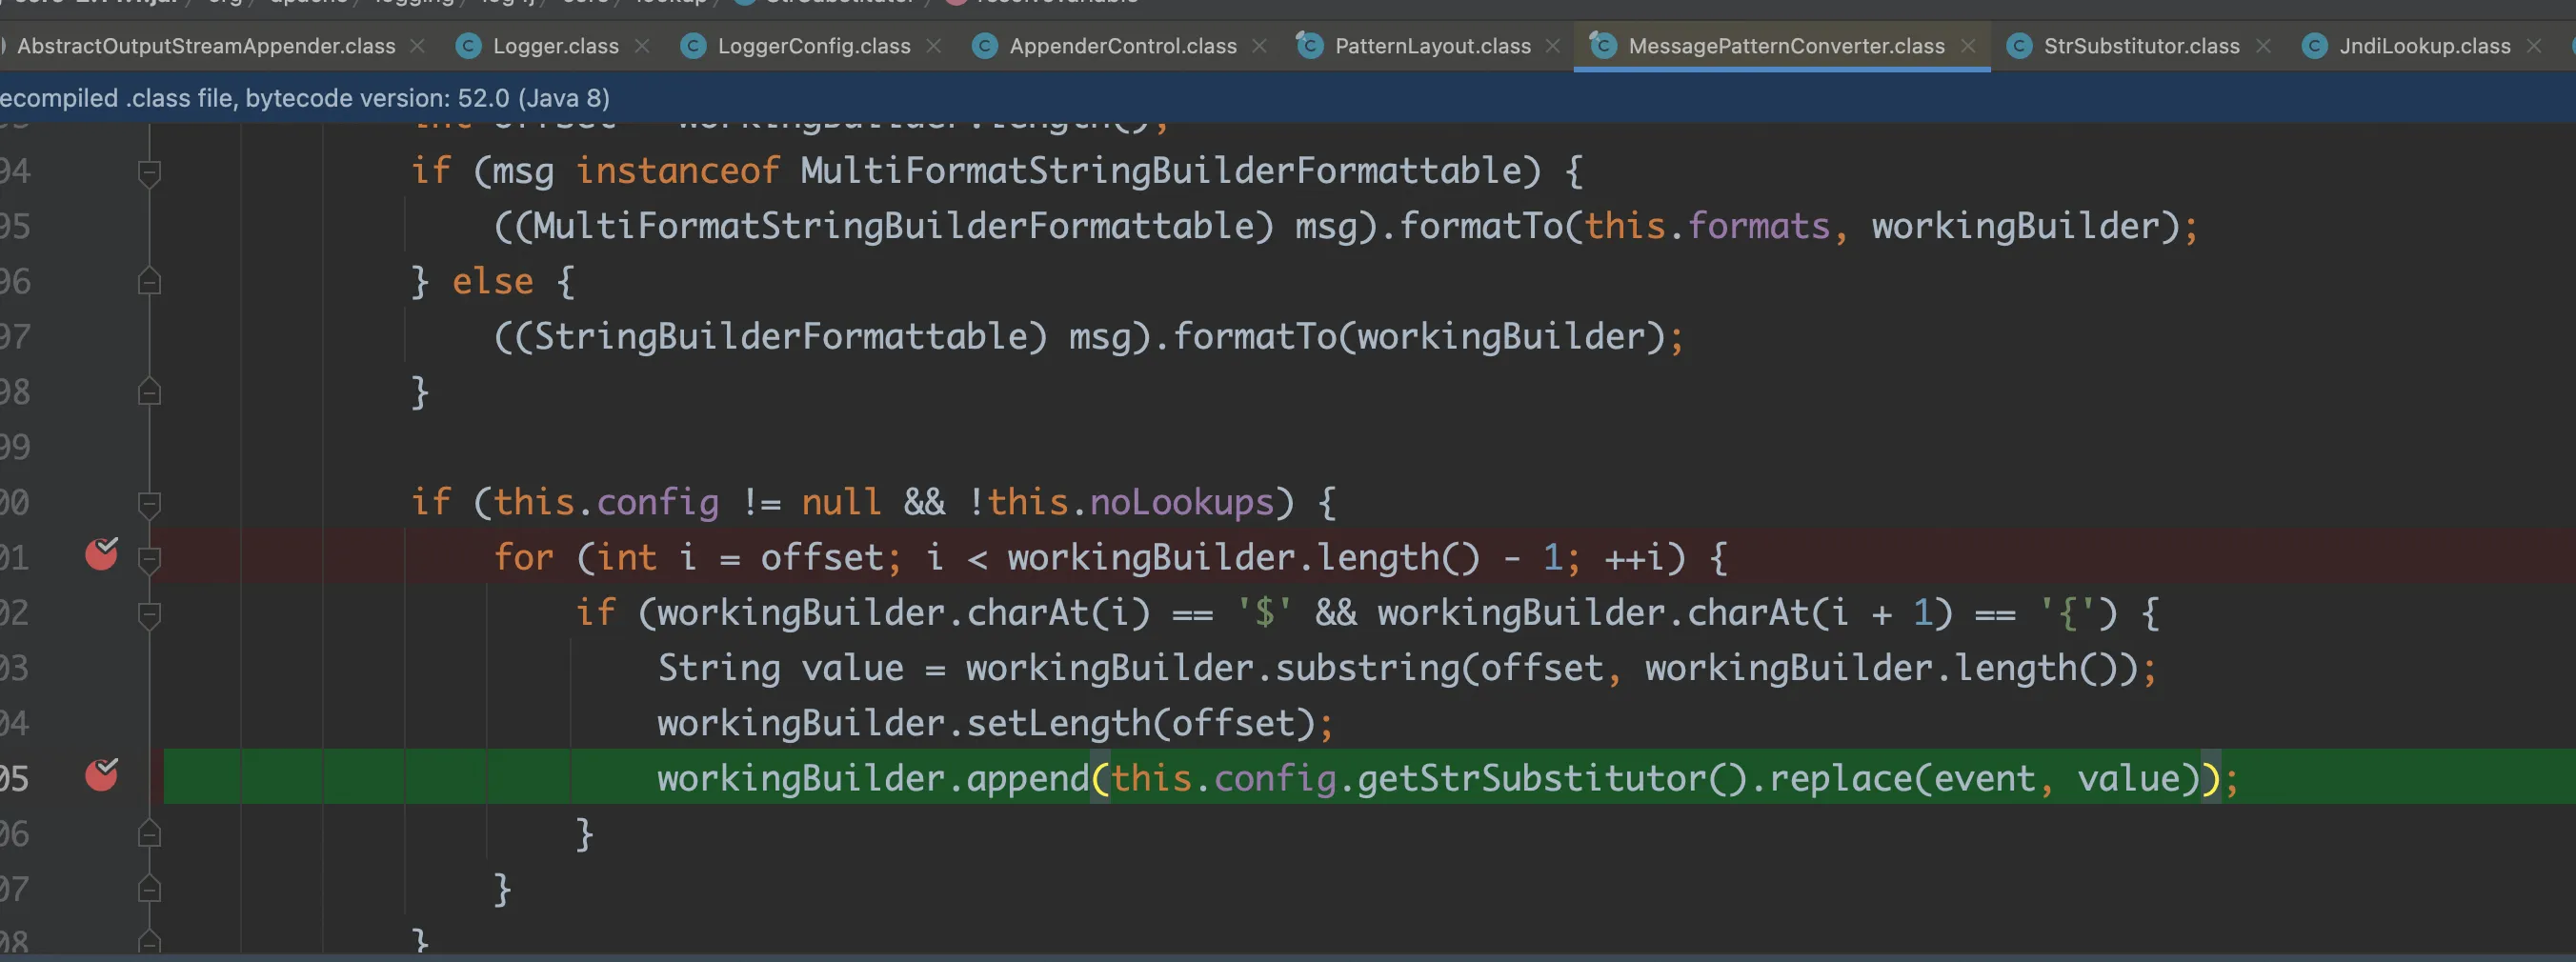 AbstractOutputStreamAppender.class Logger.class LoggerConfig.class AppenderControl.class PatternLayout.class MessagePatternConverter.class StrSubstitutor.class JndiLookup.class
ecompiled .class file, bytecode version: 52.0 (Java 8)
94 if (msg instanceof MultiFormatStringBuilderFormattable) {
95 ((MultiFormatStringBuilderFormattable) msg).formatTo(this.formats, workingBuilder);
96 } else {
97 ((StringBuilderFormattable) msg).formatTo(workingBuilder);
98 }
99
00 if (this.config != null && !this.noLookups) {
01 for (int i = offset; i < workingBuilder.length() - 1; ++i) {
02 if (workingBuilder.charAt(i) == '$' && workingBuilder.charAt(i + 1) == '{') {
03 String value = workingBuilder.substring(offset, workingBuilder.length());
04 workingBuilder.setLength(offset);
05 workingBuilder.append(this.config.getStrSubstitutor().replace(event, value));
06 }
07 }
08 }